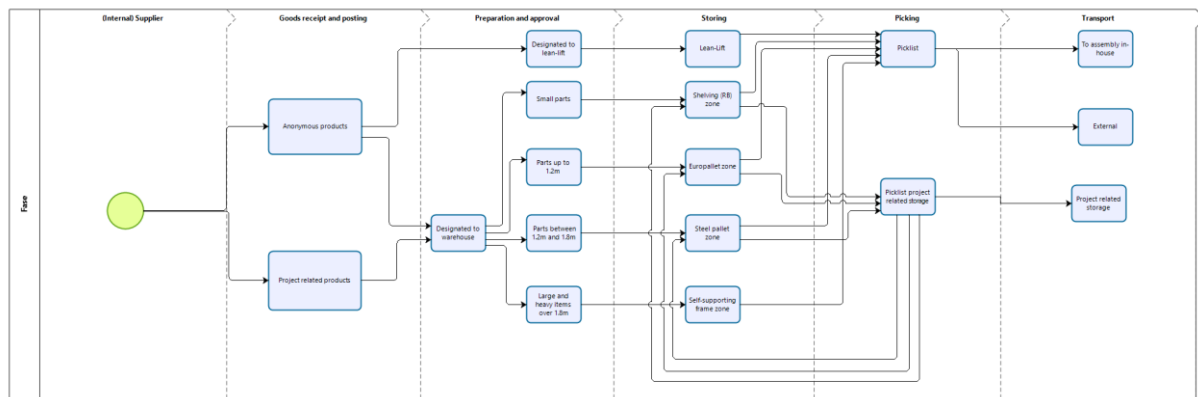 (Internal) Supplier
Goods receipt and posting
Preparation and approval
Storing
Picking
Transport
Fase
Anonymous products
Project related products
Designated to
warehouse
Designated to
lean-lift
Small parts
Parts up to
1.2m
Parts between
1.2m and 1.8m
Large and
heavy items
over 1.8m
Lean-Lift
Shelving (RB)
zone
Europallet zone
Steel pallet
zone
Self-supporting
frame zone
Picklist
Picklist project
related storage
To assembly in-
house
External
Project related
storage